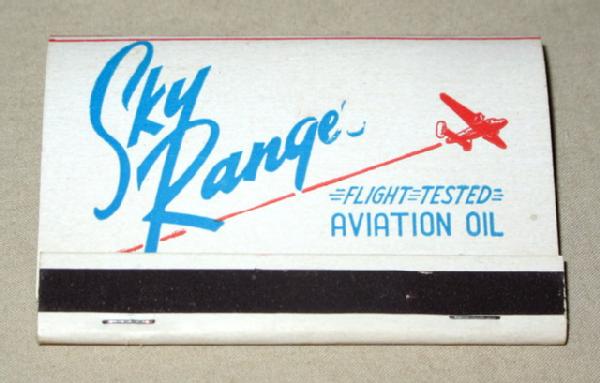 Sky
Range's
FLIGHT=TESTED
AVIATION OIL